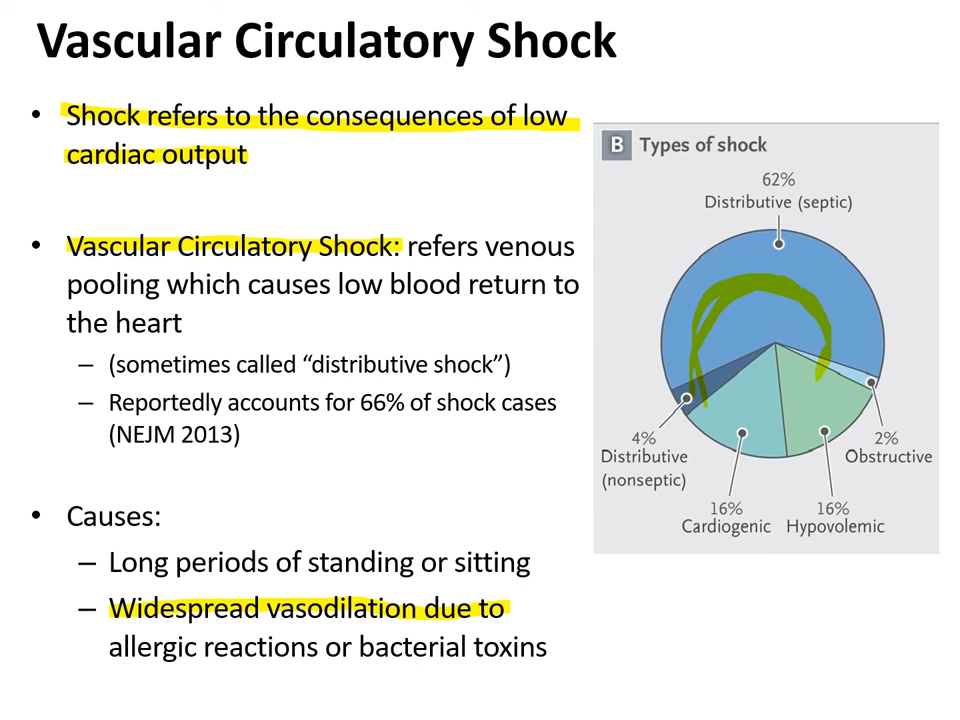 Vascular Circulatory Shock
• Shock refers to the consequences of low
cardiac output
• Vascular Circulatory Shock: refers venous
pooling which causes low blood return to
the heart
– (sometimes called “distributive shock”)
– Reportedly accounts for 66% of shock cases
(NEJM 2013)
• Causes:
– Long periods of standing or sitting
– Widespread vasodilation due to
allergic reactions or bacterial toxins
B Types of shock
62%
Distributive (septic)
4%
Distributive
(nonseptic)
16%
Cardiogenic
16%
Hypovolemic
2%
Obstructive